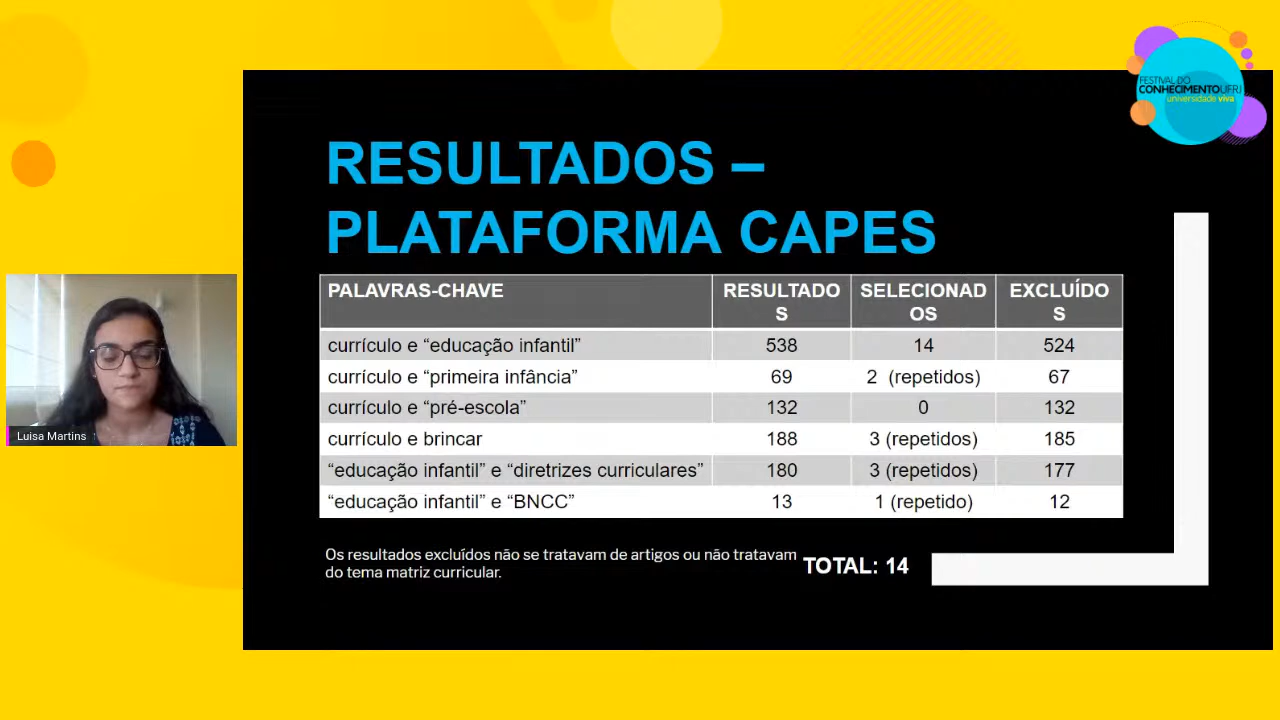 FESTIVAL DO
CONHECIMENTO UFRJ
universidade viva
RESULTADOS –
PLATAFORMA CAPES
PALAVRAS-CHAVE RESULTADO SELECIONAD EXCLUÍDO
S OS S
currículo e “educação infantil” 538 14 524
currículo e “primeira infância” 69 2 (repetidos) 67
currículo e “pré-escola” 132 0 132
currículo e brincar 188 3 (repetidos) 185
“educação infantil” e “diretrizes curriculares” 180 3 (repetidos) 177
“educação infantil” e “BNCC” 13 1 (repetido) 12
Os resultados excluídos não se tratavam de artigos ou não tratavam
do tema matriz curricular.
TOTAL: 14
Luisa Martins